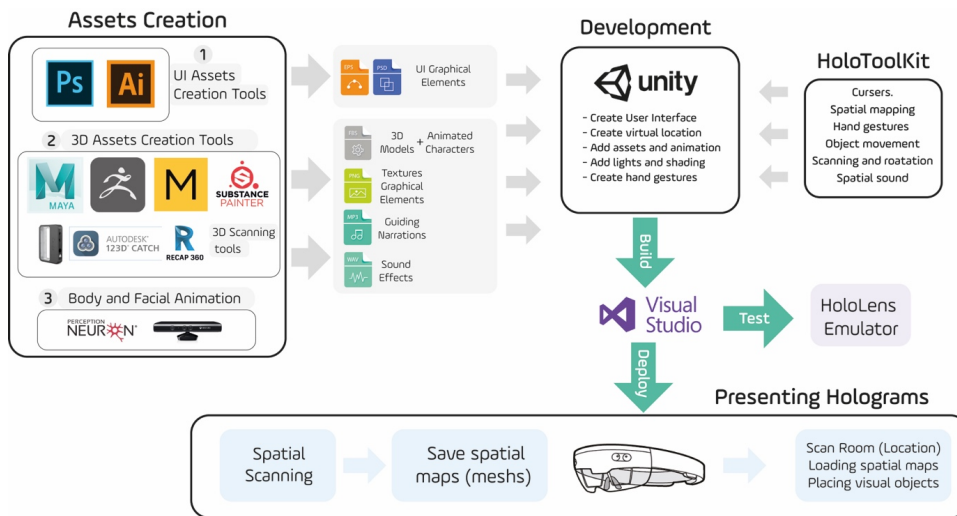 Assets Creation
1
Ps
Ai
UI Assets
Creation Tools
2
3D Assets Creation Tools
MAYA
M
SUBSTANCE
PAINTER
AUTODESK®
123D® CATCH
R
RECAP 360
3D Scanning
tools
3
Body and Facial Animation
PERCEPTION
NEURON®
EPS
PSD
UI Graphical
Elements
3D
Models
+
Animated
Characters
PNG
Textures
Graphical
Elements
MP3
Guiding
Narrations
WAV
Sound
Effects
Development
unity
- Create User Interface
- Create virtual location
- Add assets and animation
- Add lights and shading
- Create hand gestures
HoloToolKit
Cursers.
Spatial mapping
Hand gestures
Object movement
Scanning and roatation
Spatial sound
Build
Visual
Studio
Test
HoloLens
Emulator
Deploy
Presenting Holograms
Spatial
Scanning
Save spatial
maps (meshs)
Scan Room (Location)
Loading spatial maps
Placing visual objects